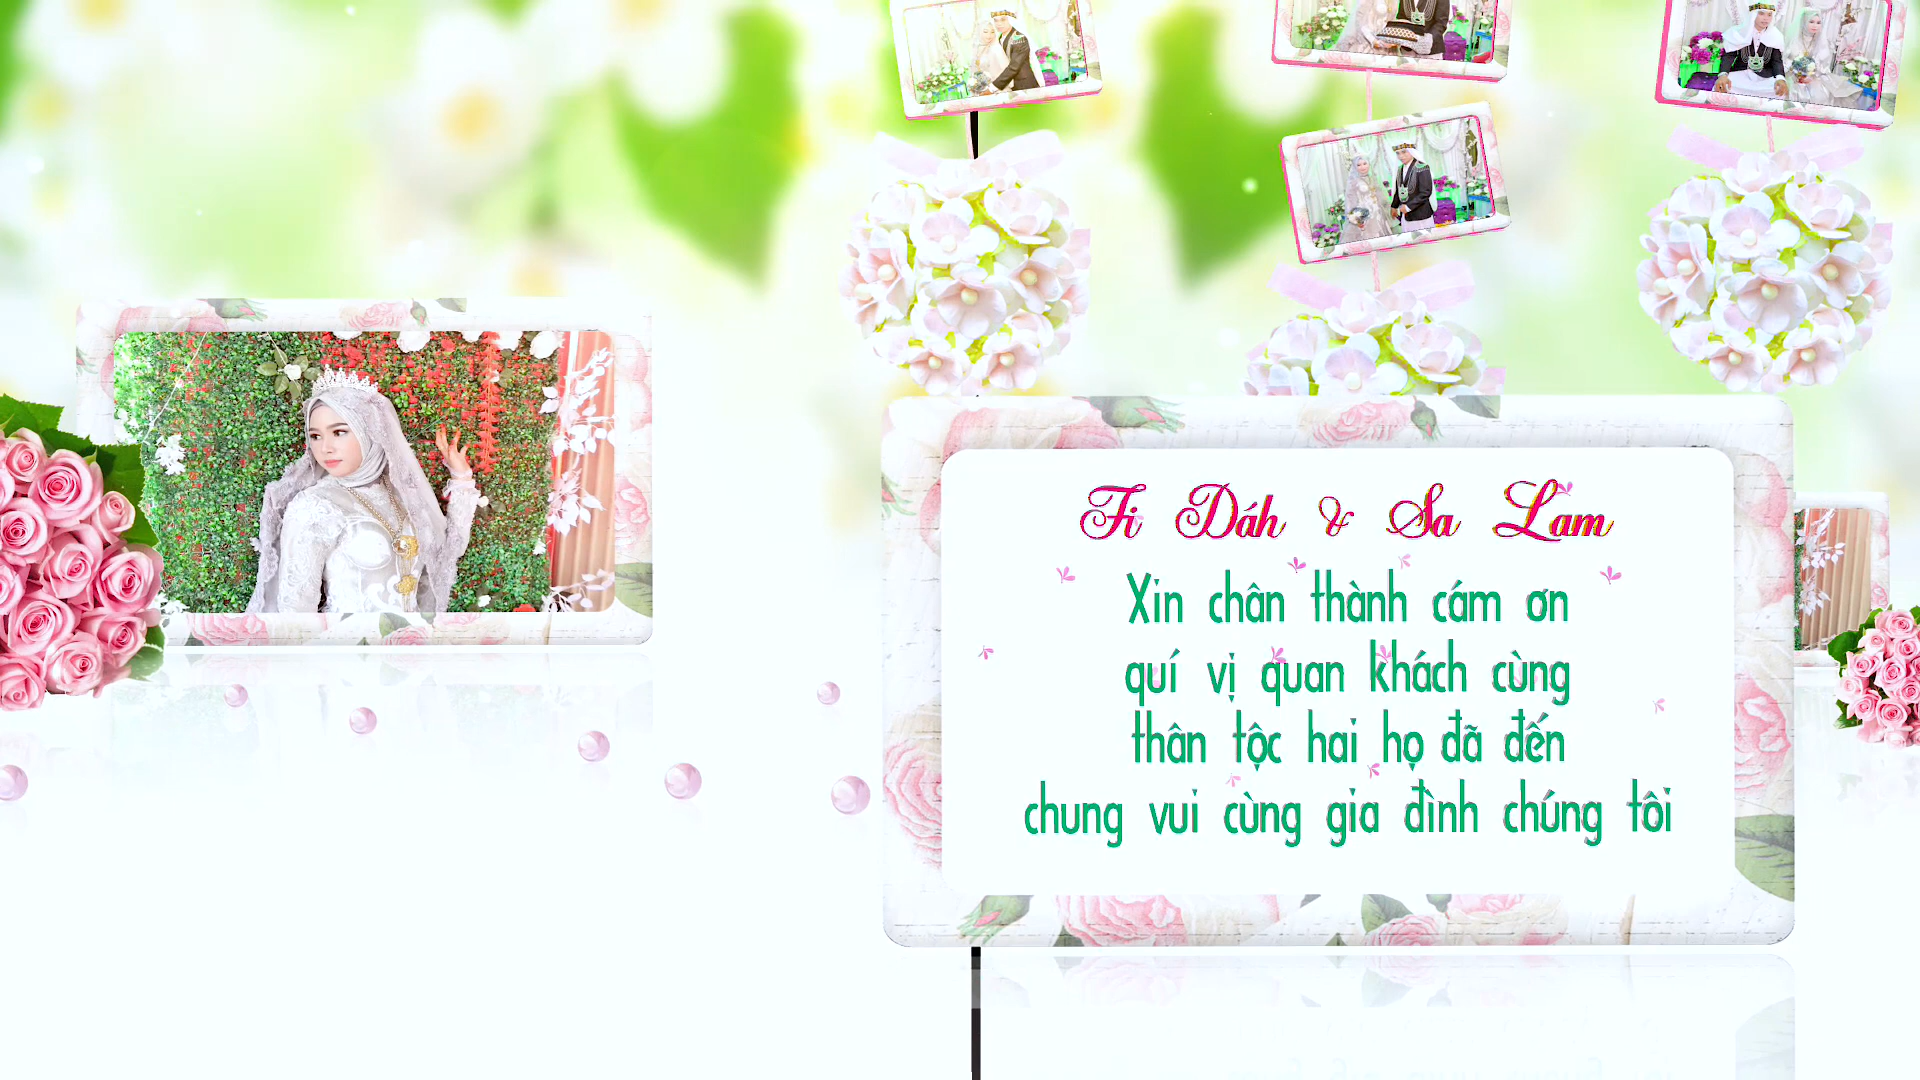 Fi Dáh & Sa Lam
Xin chân thành cám ơn
quí vị quan khách cùng
thân tộc hai họ đã đến
chung vui cùng gia đình chúng tôi